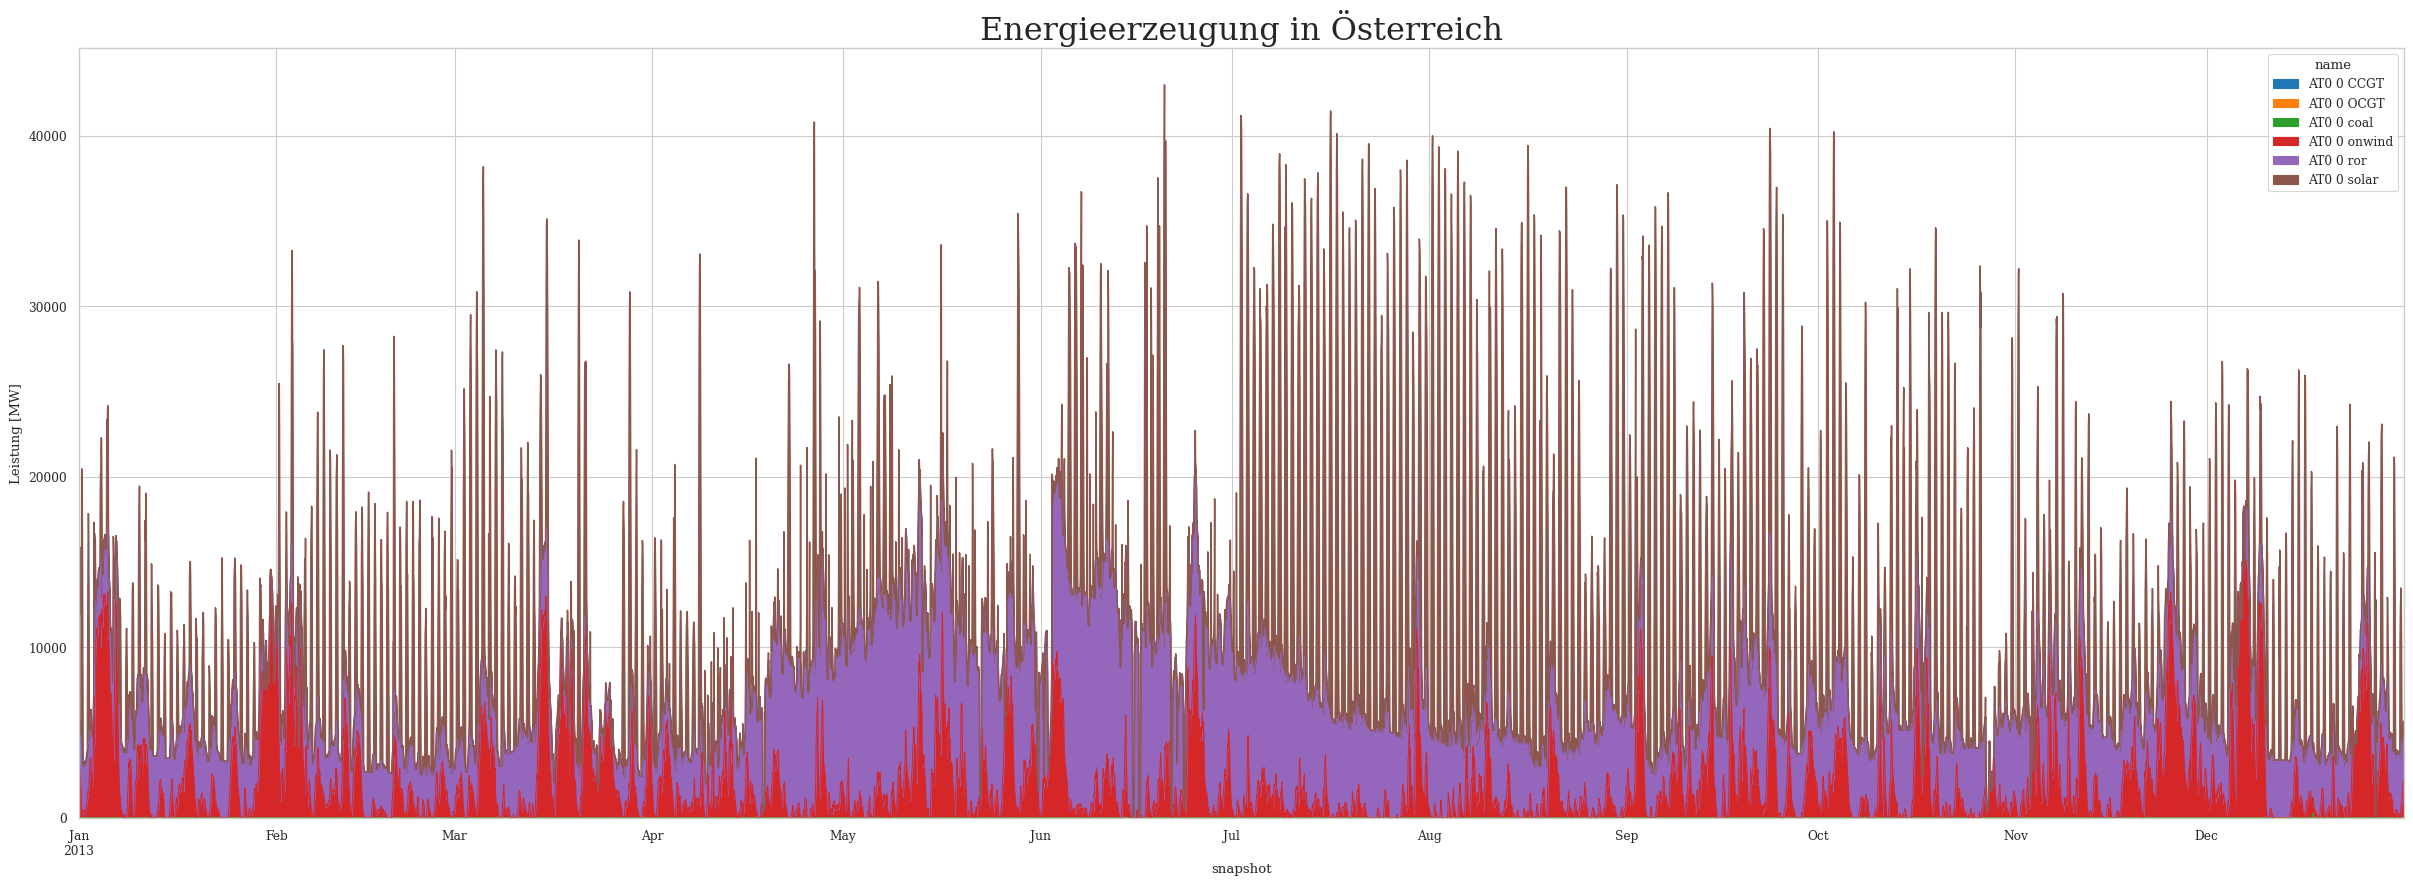 Energieerzeugung in Österreich
name
AT0 0 CCGT
AT0 0 OCGT
AT0 0 coal
AT0 0 onwind
AT0 0 ror
AT0 0 solar
Leistung [MW]
40000
30000
20000
10000
0
Jan Feb Mar Apr May Jun Jul Aug Sep Oct Nov Dec
2013
snapshot